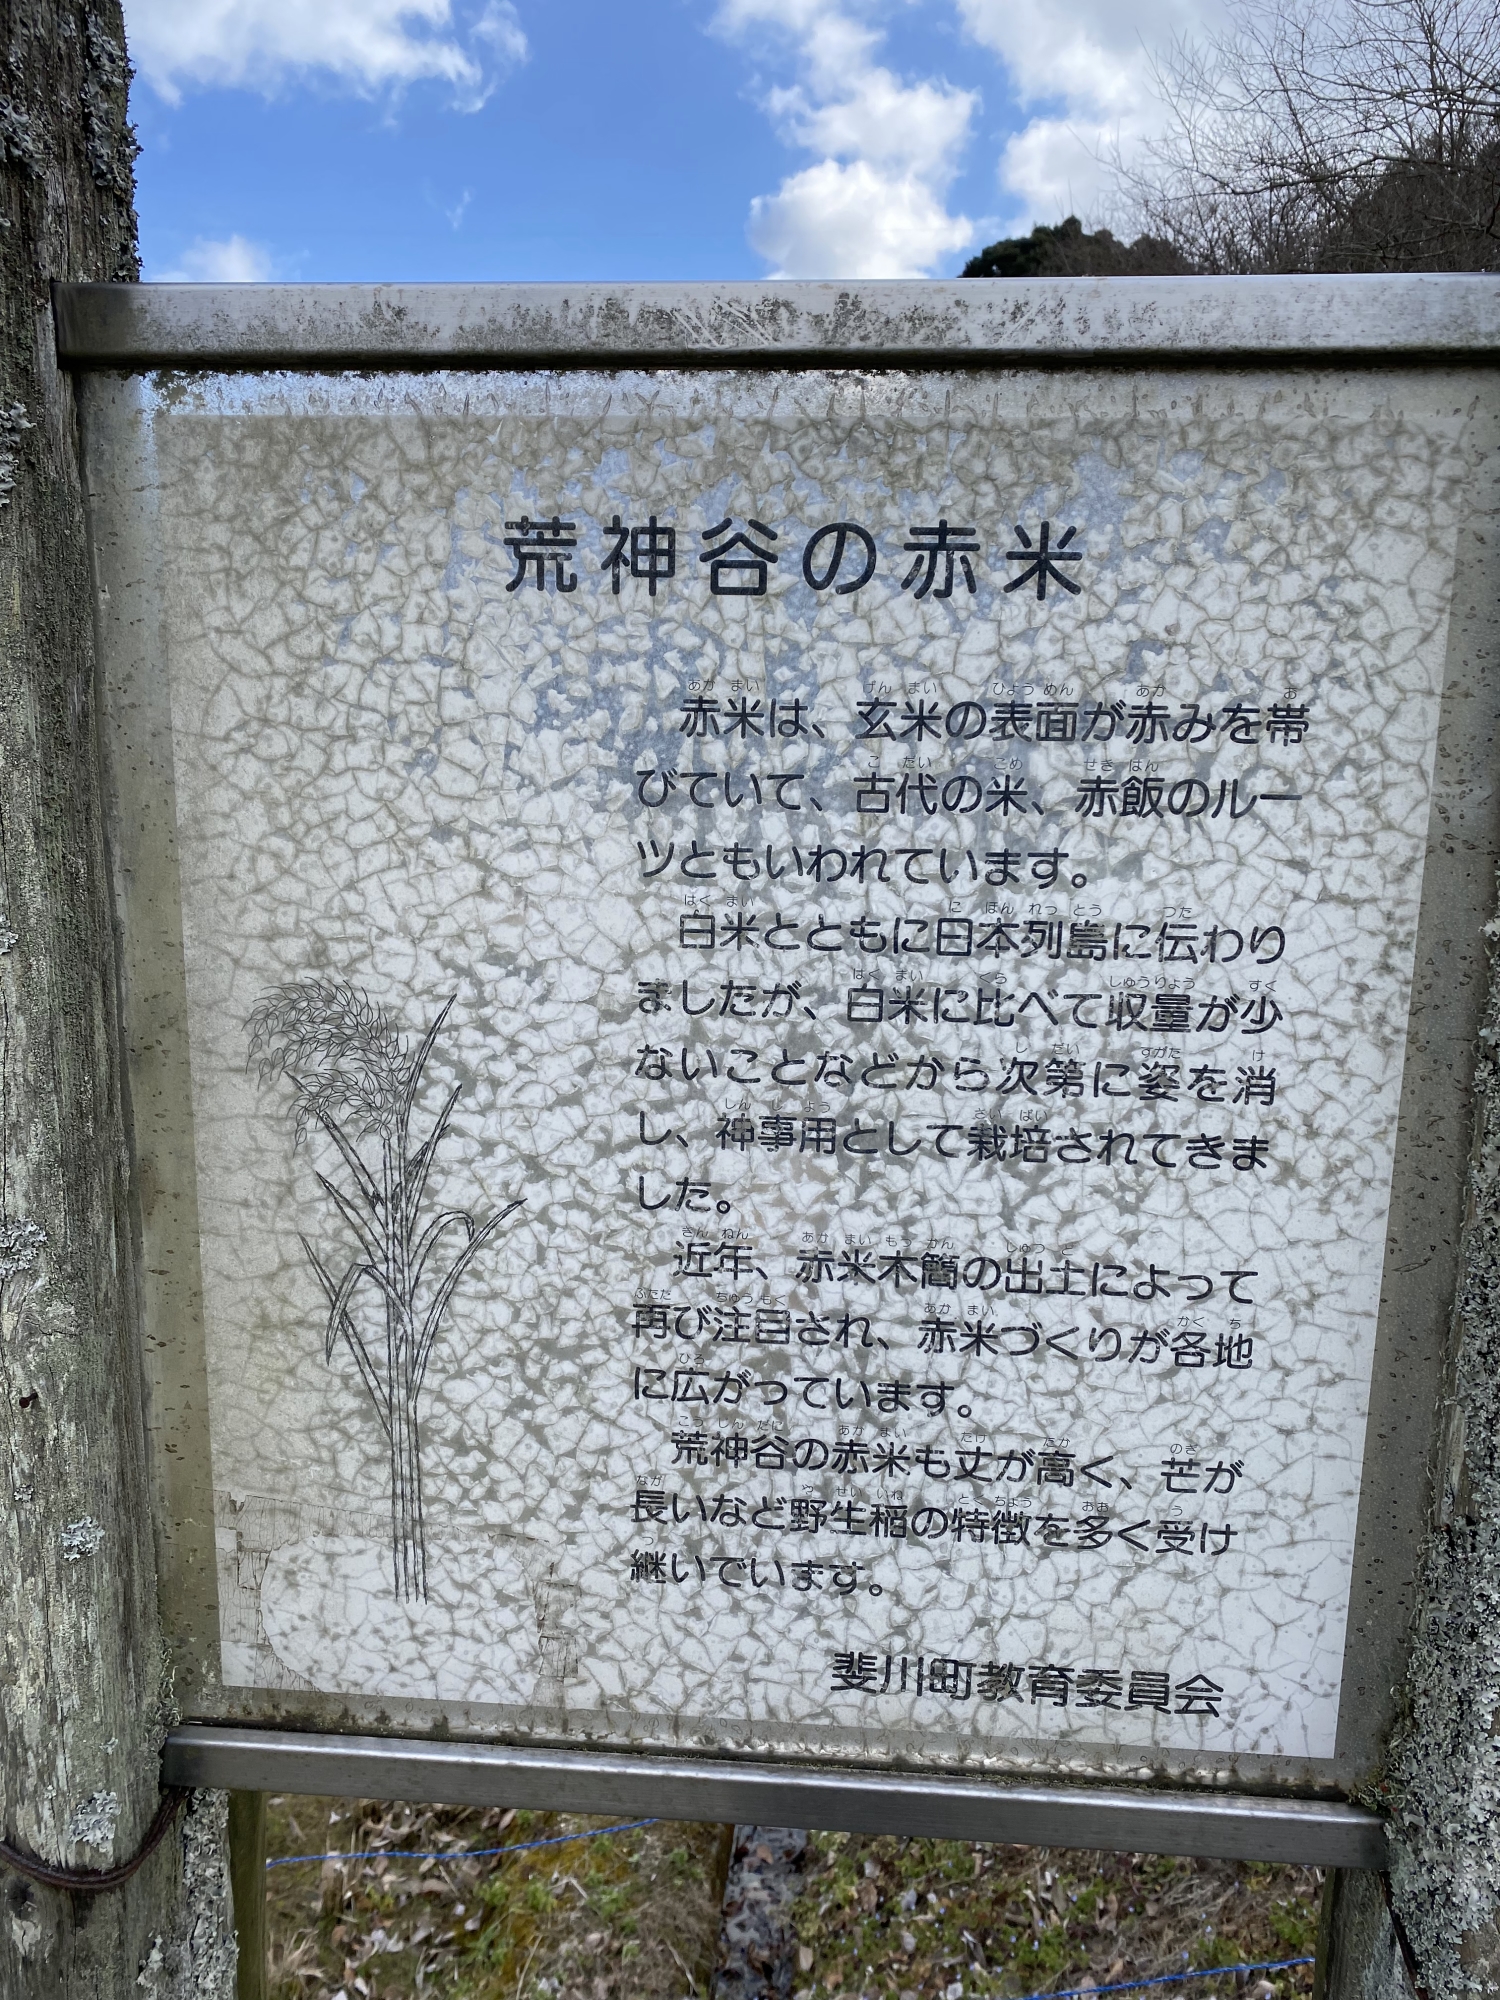 荒神谷の赤米
赤米は、玄米の表面が赤みを帯
びていて、古代の米、赤飯のルー
ツともいわれています。
白米とともに日本列島に伝わり
ましたが、白米に比べて収量が少
ないことなどから次第に姿を消
し、神事用として栽培されてきま
した。
近年、赤米木簡の出土によって
再び注目され、赤米づくりが各地
に広がっています。
荒神谷の赤米も丈が高く、芒が
長いなど野生稲の特徴を多く受け
継いでいます。
斐川町教育委員会